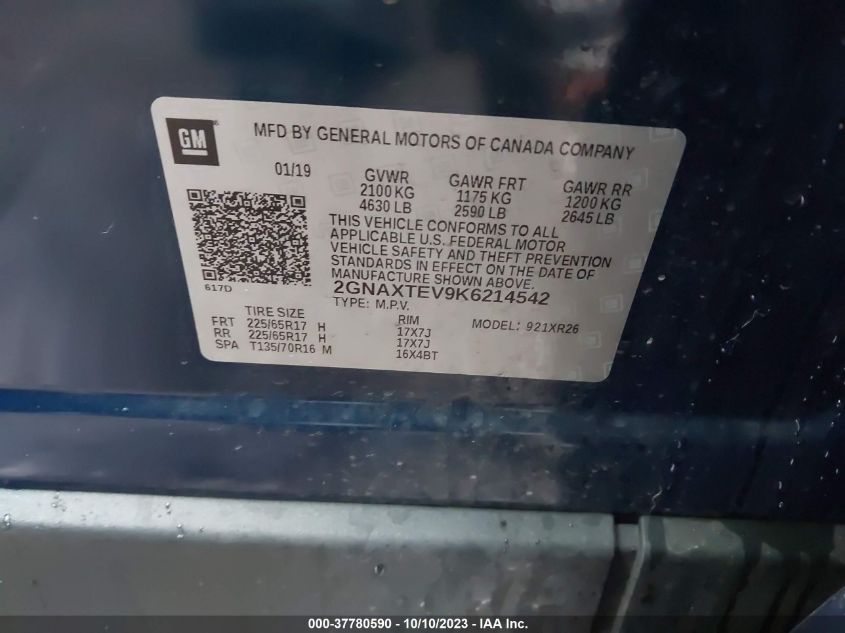 GM
MFD BY GENERAL MOTORS OF CANADA COMPANY
01/19
GVWR GAWR FRT GAWR RR
2100 KG 1175 KG 1200 KG
4630 LB 2590 LB 2645 LB
THIS VEHICLE CONFORMS TO ALL
APPLICABLE U.S. FEDERAL MOTOR
VEHICLE SAFETY AND THEFT PREVENTION
STANDARDS IN EFFECT ON THE DATE OF
MANUFACTURE SHOWN ABOVE.
617D
2GNAXTEV9K6214542
TYPE: M.P.V.
TIRE SIZE RIM MODEL: 921XR26
FRT 225/65R17 H 17X7J
RR 225/65R17 H 17X7J
SPA T135/70R16 M 16X4BT
000-37780590 - 10/10/2023 - IAA Inc.